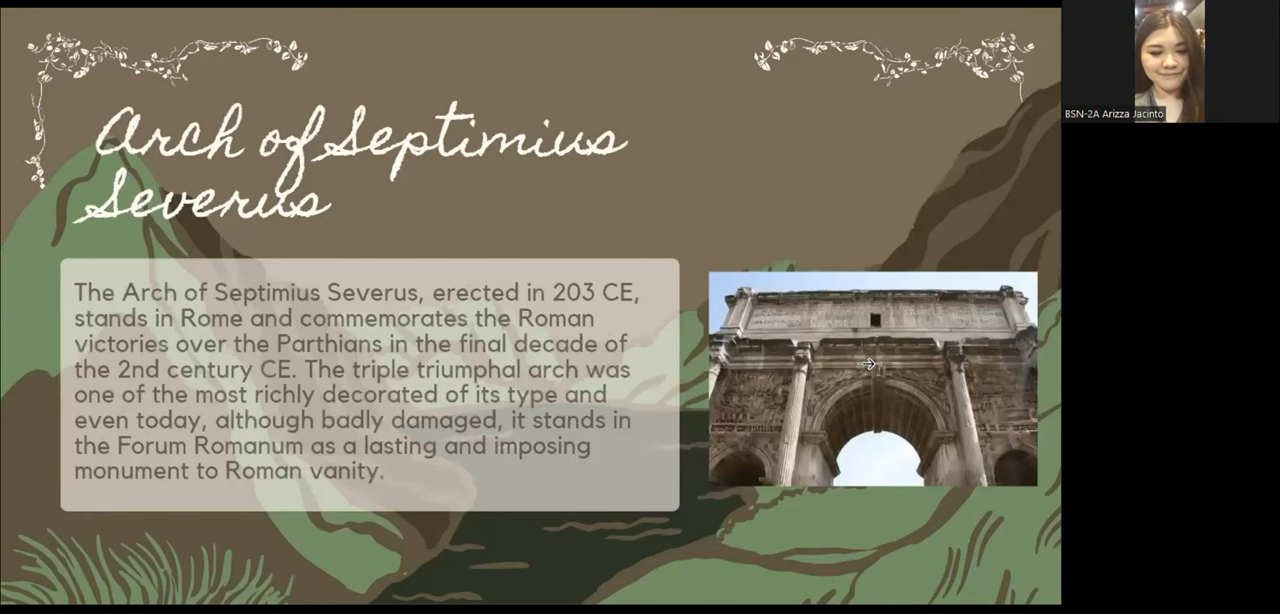 Arch of Septimius
Severus
The Arch of Septimius Severus, erected in 203 CE,
stands in Rome and commemorates the Roman
victories over the Parthians in the final decade of
the 2nd century CE. The triple triumphal arch was
one of the most richly decorated of its type and
even today, although badly damaged, it stands in
the Forum Romanum as a lasting and imposing
monument to Roman vanity.
BSN-2A Arizza Jacinto